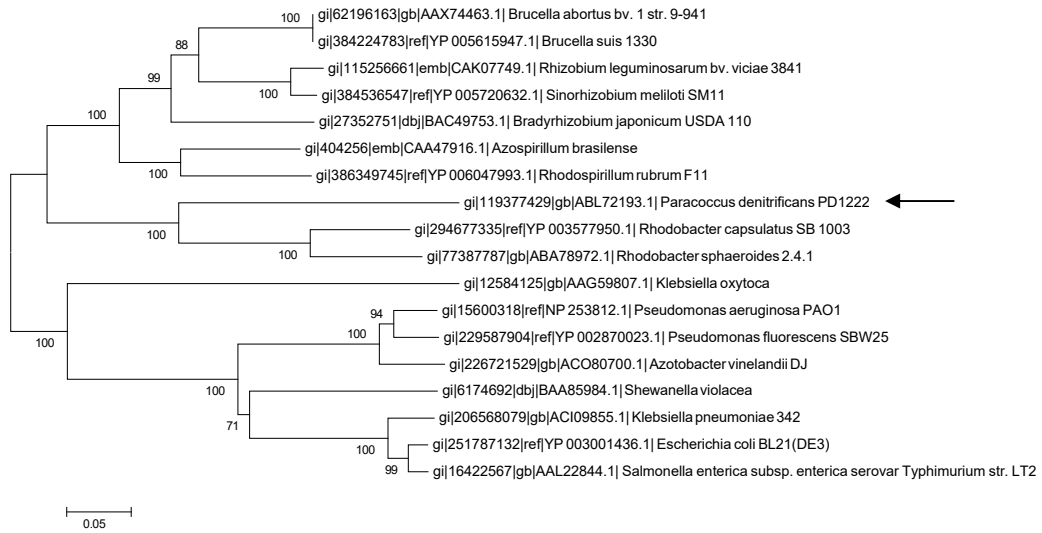 100
gi|62196163|gb|AAX74463.1| Brucella abortus bv. 1 str. 9-941
gi|384224783|ref|YP 005615947.1| Brucella suis 1330
88
gi|115256661|emb|CAK07749.1| Rhizobium leguminosarum bv. viciae 3841
99
100
gi|384536547|ref|YP 005720632.1| Sinorhizobium meliloti SM11
100
gi|27352751|dbj|BAC49753.1| Bradyrhizobium japonicum USDA 110
gi|404256|emb|CAA47916.1| Azospirillum brasilense
100
gi|386349745|ref|YP 006047993.1| Rhodospirillum rubrum F11
gi|119377429|gb|ABL72193.1| Paracoccus denitrificans PD1222
100
gi|294677335|ref|YP 003577950.1| Rhodobacter capsulatus SB 1003
100
gi|77387787|gb|ABA78972.1| Rhodobacter sphaeroides 2.4.1
gi|12584125|gb|AAG59807.1| Klebsiella oxytoca
94
gi|15600318|ref|NP 253812.1| Pseudomonas aeruginosa PAO1
100
100
gi|229587904|ref|YP 002870023.1| Pseudomonas fluorescens SBW25
gi|226721529|gb|ACO80700.1| Azotobacter vinelandii DJ
100
gi|6174692|dbj|BAA85984.1| Shewanella violacea
71
gi|206568079|gb|ACI09855.1| Klebsiella pneumoniae 342
100
gi|251787132|ref|YP 003001436.1| Escherichia coli BL21(DE3)
99
gi|16422567|gb|AAL22844.1| Salmonella enterica subsp. enterica serovar Typhimurium str. LT2
0.05